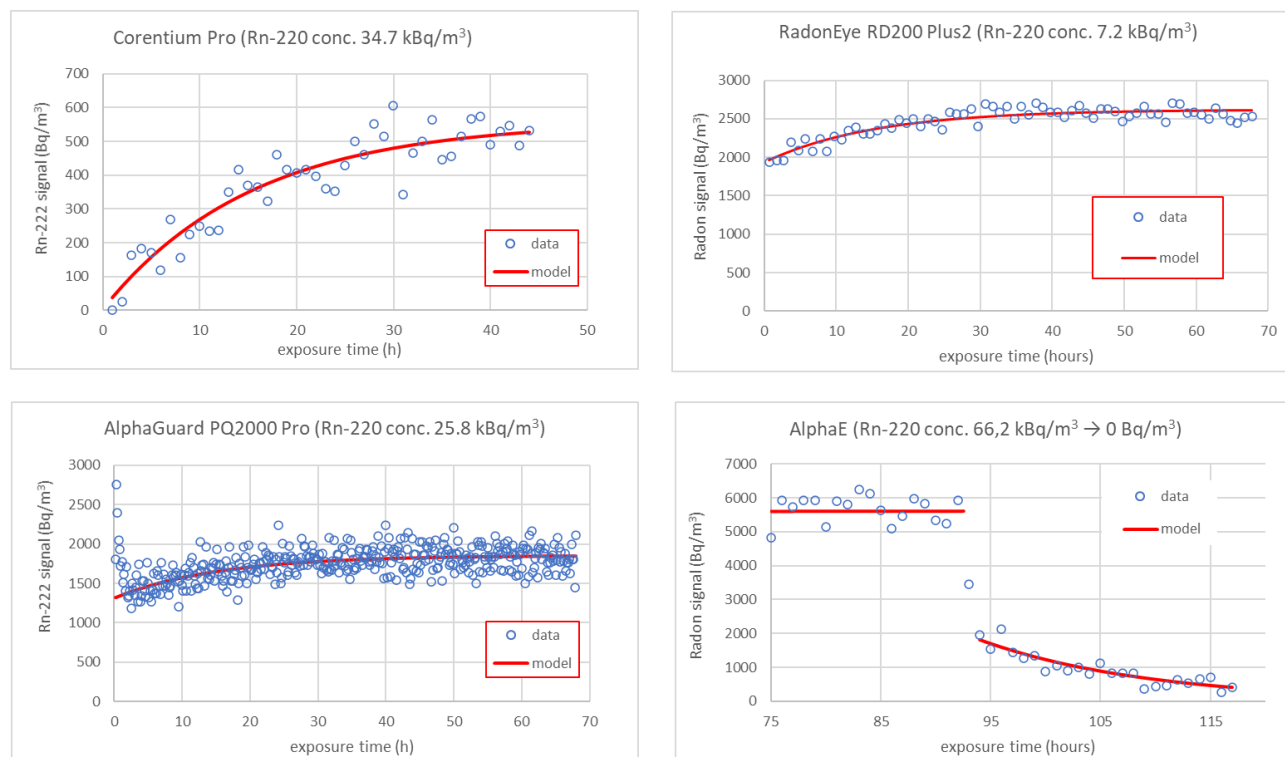 Corentium Pro (Rn-220 conc. 34.7 kBq/m³)
Rn-222 signal (Bq/m³)
700
600
500
400
300
200
100
0
0 10 20 30 40 50
exposure time (h)
data
model
RadonEye RD200 Plus2 (Rn-220 conc. 7.2 kBq/m³)
Radon signal (Bq/m³)
3000
2500
2000
1500
1000
500
0
0 10 20 30 40 50 60 70
exposure time (hours)
data
model
AlphaGuard PQ2000 Pro (Rn-220 conc. 25.8 kBq/m³)
Rn-222 signal (Bq/m³)
3000
2500
2000
1500
1000
500
0
0 10 20 30 40 50 60 70
exposure time (h)
data
model
AlphaE (Rn-220 conc. 66,2 kBq/m³ → 0 Bq/m³)
Radon signal (Bq/m³)
7000
6000
5000
4000
3000
2000
1000
0
75 85 95 105 115
exposure time (hours)
data
model